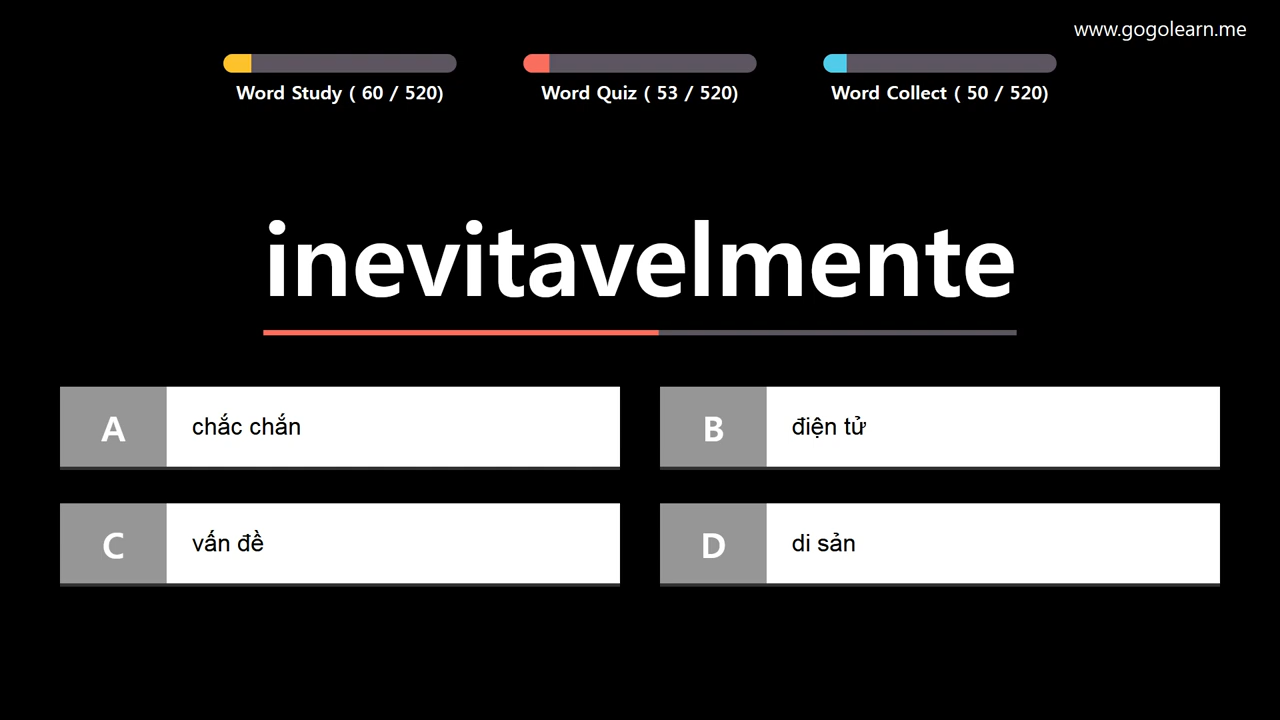 www.gogolearn.me
Word Study ( 60 / 520)
Word Quiz ( 53 / 520)
Word Collect ( 50 / 520)
inevitavelmente
A chắc chắn
B điện tử
C vấn đề
D di sản